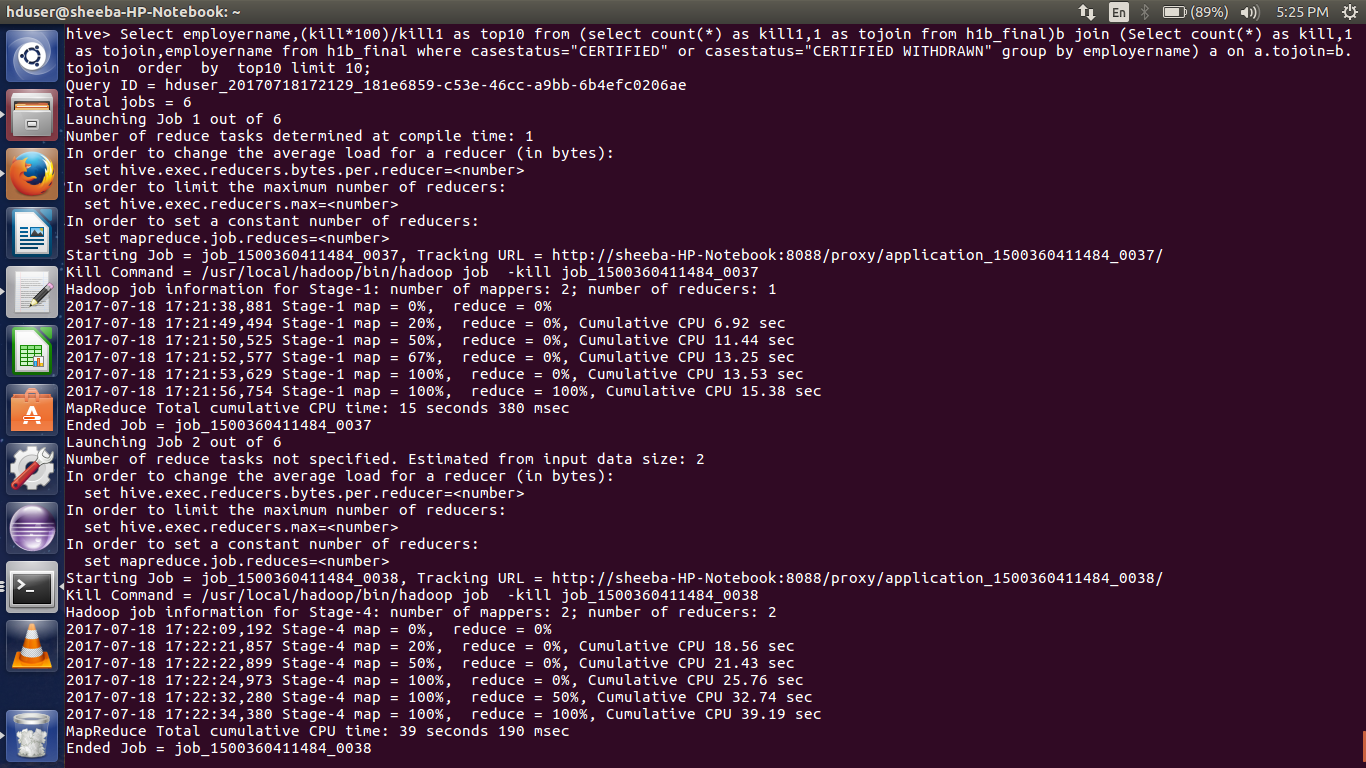 hduser@sheeba-HP-Notebook: ~
En
(89%)
5:25 PM
hive> Select employername,(kill*100)/kill1 as top10 from (select count(*) as kill1,1 as tojoin from h1b_final)b join (Select count(*) as kill,1
 as tojoin,employername from h1b_final where casestatus="CERTIFIED" or casestatus="CERTIFIED WITHDRAWN" group by employername) a on a.tojoin=b.
tojoin  order  by  top10 limit 10;
Query ID = hduser_20170718172129_181e6859-c53e-46cc-a9bb-6b4efc0206ae
Total jobs = 6
Launching Job 1 out of 6
Number of reduce tasks determined at compile time: 1
In order to change the average load for a reducer (in bytes):
  set hive.exec.reducers.bytes.per.reducer=<number>
In order to limit the maximum number of reducers:
  set hive.exec.reducers.max=<number>
In order to set a constant number of reducers:
  set mapreduce.job.reduces=<number>
Starting Job = job_1500360411484_0037, Tracking URL = http://sheeba-HP-Notebook:8088/proxy/application_1500360411484_0037/
Kill Command = /usr/local/hadoop/bin/hadoop job  -kill job_1500360411484_0037
Hadoop job information for Stage-1: number of mappers: 2; number of reducers: 1
2017-07-18 17:21:38,881 Stage-1 map = 0%,  reduce = 0%
2017-07-18 17:21:49,494 Stage-1 map = 20%,  reduce = 0%, Cumulative CPU 6.92 sec
2017-07-18 17:21:50,525 Stage-1 map = 50%,  reduce = 0%, Cumulative CPU 11.44 sec
2017-07-18 17:21:52,577 Stage-1 map = 67%,  reduce = 0%, Cumulative CPU 13.25 sec
2017-07-18 17:21:53,629 Stage-1 map = 100%,  reduce = 0%, Cumulative CPU 13.53 sec
2017-07-18 17:21:56,754 Stage-1 map = 100%,  reduce = 100%, Cumulative CPU 15.38 sec
MapReduce Total cumulative CPU time: 15 seconds 380 msec
Ended Job = job_1500360411484_0037
Launching Job 2 out of 6
Number of reduce tasks not specified. Estimated from input data size: 2
In order to change the average load for a reducer (in bytes):
  set hive.exec.reducers.bytes.per.reducer=<number>
In order to limit the maximum number of reducers:
  set hive.exec.reducers.max=<number>
In order to set a constant number of reducers:
  set mapreduce.job.reduces=<number>
Starting Job = job_1500360411484_0038, Tracking URL = http://sheeba-HP-Notebook:8088/proxy/application_1500360411484_0038/
Kill Command = /usr/local/hadoop/bin/hadoop job  -kill job_1500360411484_0038
Hadoop job information for Stage-4: number of mappers: 2; number of reducers: 2
2017-07-18 17:22:09,192 Stage-4 map = 0%,  reduce = 0%
2017-07-18 17:22:21,857 Stage-4 map = 20%,  reduce = 0%, Cumulative CPU 18.56 sec
2017-07-18 17:22:22,899 Stage-4 map = 50%,  reduce = 0%, Cumulative CPU 21.43 sec
2017-07-18 17:22:24,973 Stage-4 map = 100%,  reduce = 0%, Cumulative CPU 25.76 sec
2017-07-18 17:22:32,280 Stage-4 map = 100%,  reduce = 50%, Cumulative CPU 32.74 sec
2017-07-18 17:22:34,380 Stage-4 map = 100%,  reduce = 100%, Cumulative CPU 39.19 sec
MapReduce Total cumulative CPU time: 39 seconds 190 msec
Ended Job = job_1500360411484_0038